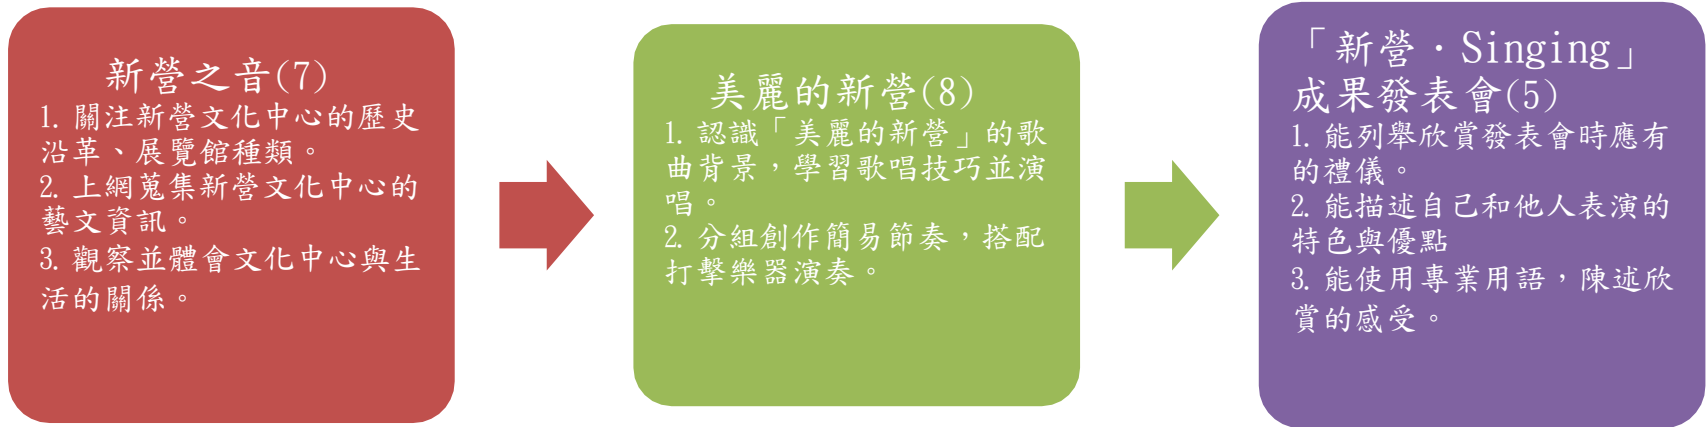 新營之音(7)
1. 關注新營文化中心的歷史
沿革、展覽館種類。
2. 上網蒐集新營文化中心的
藝文資訊。
3. 觀察並體會文化中心與生
活的關係。
美麗的新營(8)
1. 認識「美麗的新營」的歌
曲背景，學習歌唱技巧並演
唱。
2. 分組創作簡易節奏，搭配
打擊樂器演奏。
「新營．Singing」
成果發表會(5)
1. 能列舉欣賞發表會時應有
的禮儀。
2. 能描述自己和他人表演的
特色與優點
3. 能使用專業用語，陳述欣
賞的感受。